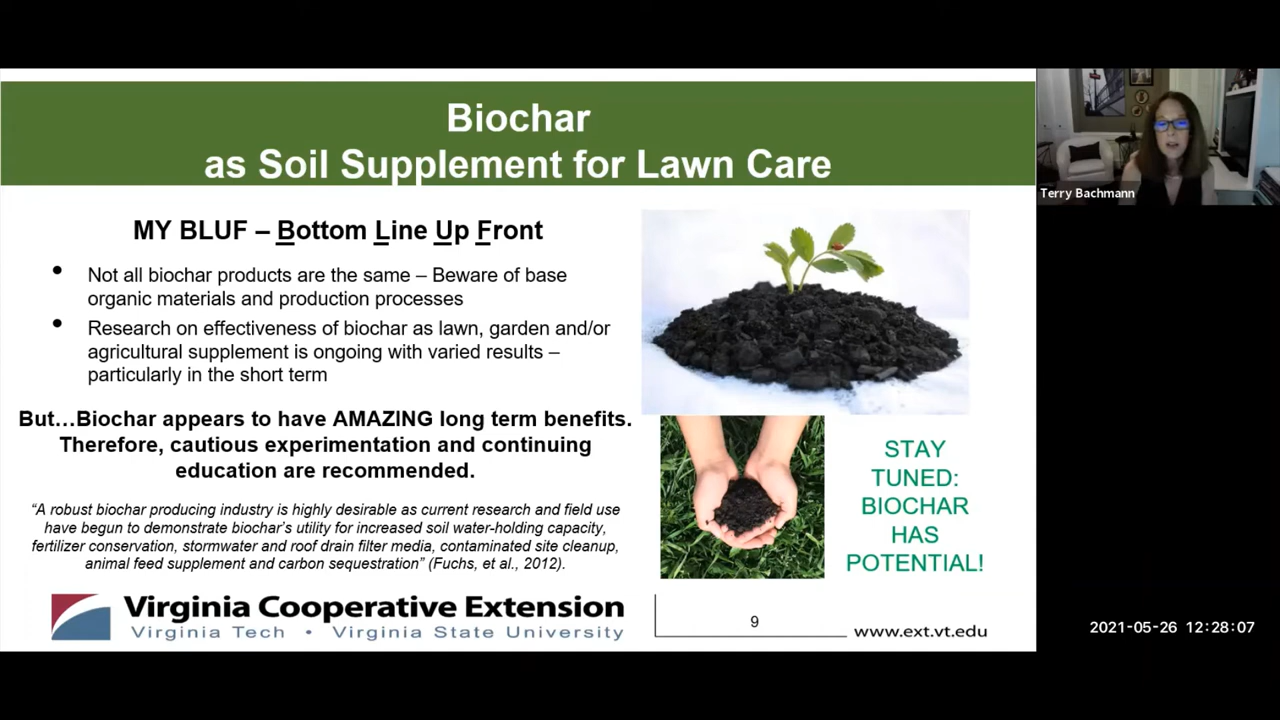 Biochar
as Soil Supplement for Lawn Care
MY BLUF – Bottom Line Up Front
• Not all biochar products are the same – Beware of base
organic materials and production processes
• Research on effectiveness of biochar as lawn, garden and/or
agricultural supplement is ongoing with varied results –
particularly in the short term
But…Biochar appears to have AMAZING long term benefits.
Therefore, cautious experimentation and continuing
education are recommended.
“A robust biochar producing industry is highly desirable as current research and field use
have begun to demonstrate biochar’s utility for increased soil water-holding capacity,
fertilizer conservation, stormwater and roof drain filter media, contaminated site cleanup,
animal feed supplement and carbon sequestration” (Fuchs, et al., 2012).
STAY
TUNED:
BIOCHAR
HAS
POTENTIAL!
Virginia Cooperative Extension
Virginia Tech • Virginia State University
9
www.ext.vt.edu
Terry Bachmann
2021-05-26 12:28:07